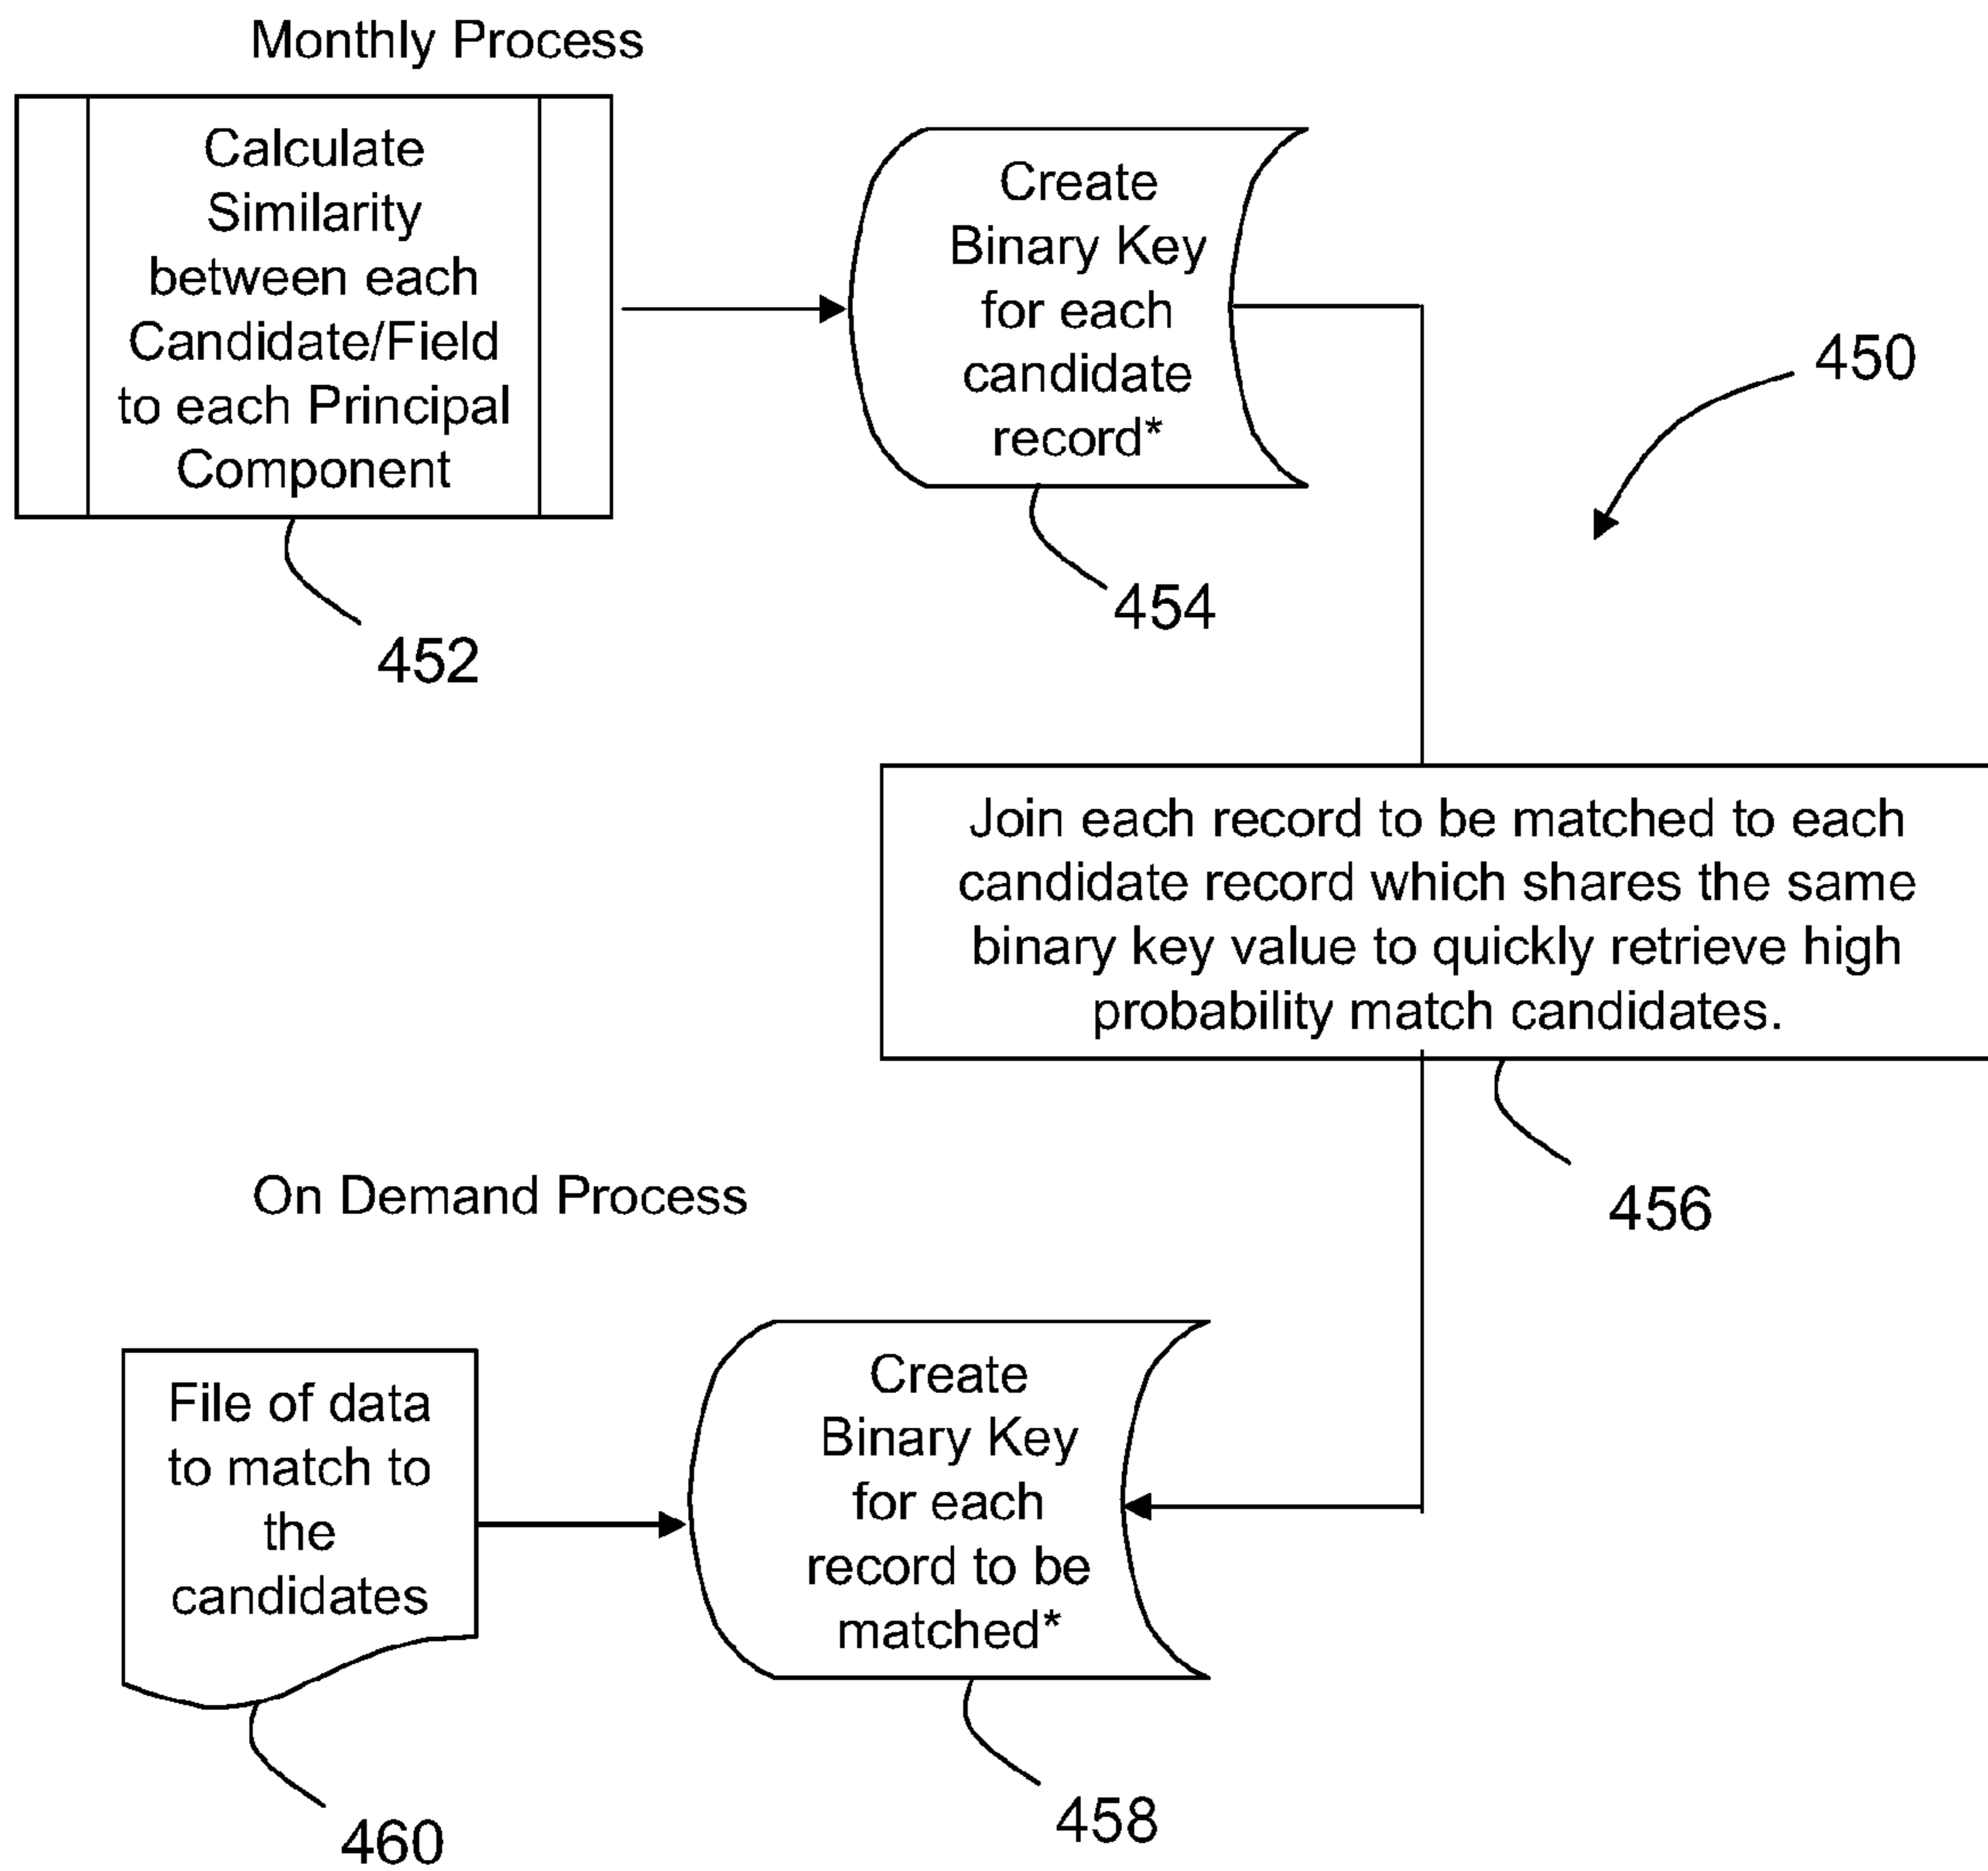 Monthly Process
Calculate
Similarity
between each
Candidate/Field
to each Principal
Component
452
Create
Binary Key
for each
candidate
record*
454
450
Join each record to be matched to each
candidate record which shares the same
binary key value to quickly retrieve high
probability match candidates.
456
On Demand Process
File of data
to match to
the
candidates
460
Create
Binary Key
for each
record to be
matched*
458